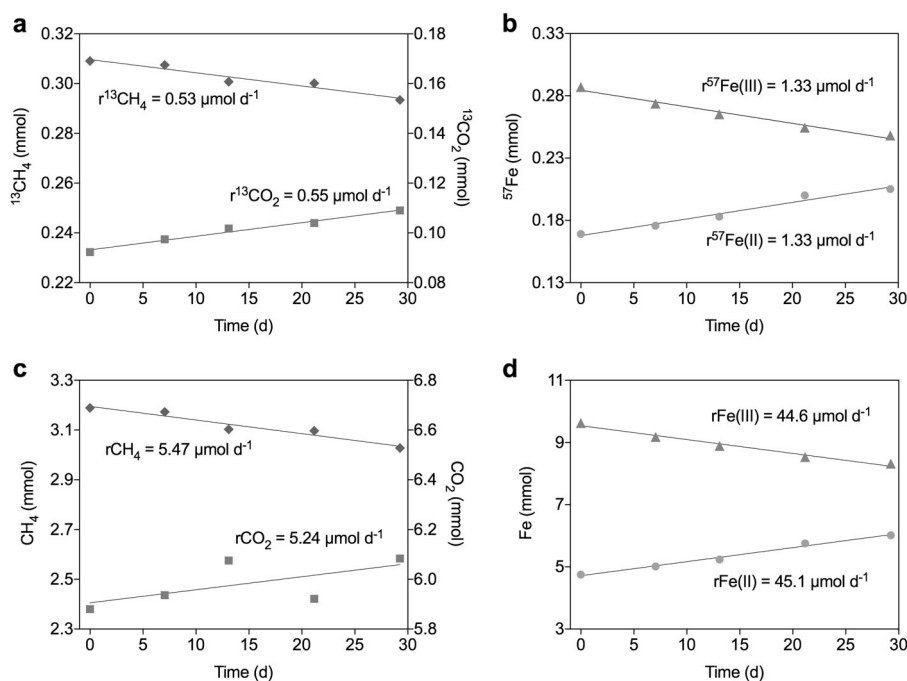 a
0.32
0.30
0.28
0.26
0.24
0.22
¹³CH₄ (mmol)
0.18
0.16
0.14
0.12
0.10
0.08
¹³CO₂ (mmol)
r¹³CH₄ = 0.53 µmol d⁻¹
r¹³CO₂ = 0.55 µmol d⁻¹
0 5 10 15 20 25 30
Time (d)
b
0.33
0.28
0.23
0.18
0.13
⁵⁷Fe (mmol)
r⁵⁷Fe(III) = 1.33 µmol d⁻¹
r⁵⁷Fe(II) = 1.33 µmol d⁻¹
0 5 10 15 20 25 30
Time (d)
c
3.3
3.1
2.9
2.7
2.5
2.3
CH₄ (mmol)
6.8
6.6
6.4
6.2
6.0
5.8
CO₂ (mmol)
rCH₄ = 5.47 µmol d⁻¹
rCO₂ = 5.24 µmol d⁻¹
0 5 10 15 20 25 30
Time (d)
d
11
9
7
5
3
Fe (mmol)
rFe(III) = 44.6 µmol d⁻¹
rFe(II) = 45.1 µmol d⁻¹
0 5 10 15 20 25 30
Time (d)